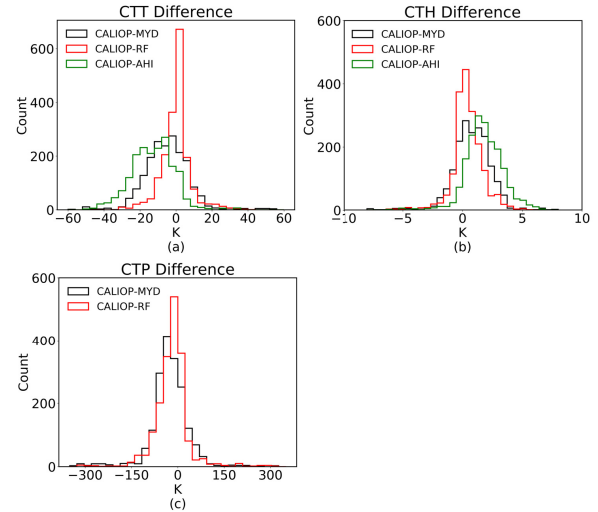 CTT Difference
CALIOP-MYD
CALIOP-RF
CALIOP-AHI
Count
600
400
200
0
−60 −40 −20 0 20 40 60
K
(a)
CTH Difference
CALIOP-MYD
CALIOP-RF
CALIOP-AHI
Count
600
400
200
0
−10 −5 0 5 10
K
(b)
CTP Difference
CALIOP-MYD
CALIOP-RF
Count
600
400
200
0
−300 −150 0 150 300
K
(c)